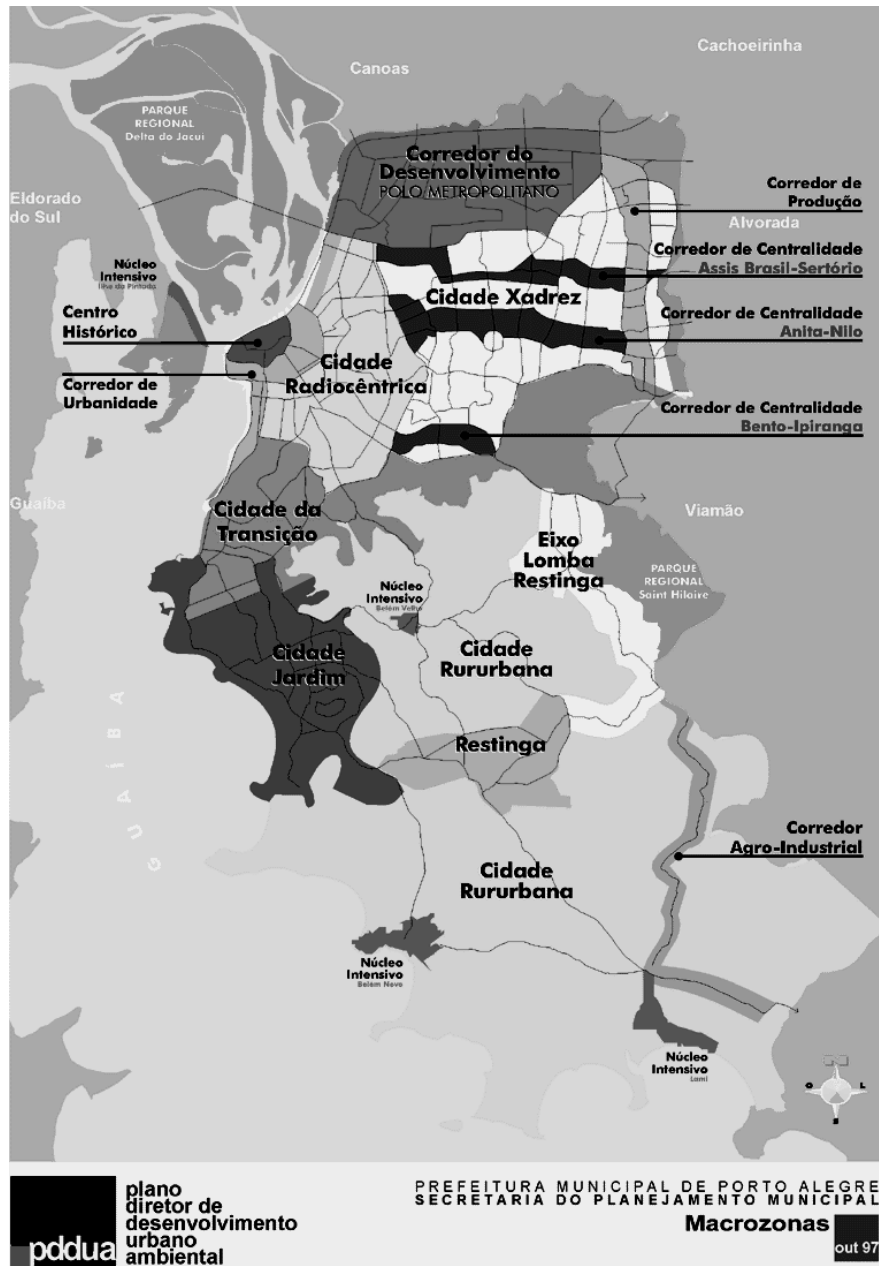 Cachoeirinha
Canoas
PARQUE
REGIONAL
Delta do Jacuí
Corredor do
Desenvolvimento
POLO METROPOLITANO
Eldorado
do Sul
Corredor de
Produção
Alvorada
Núcleo
Intensivo
Ilha da Pintada
Corredor de Centralidade
Assis Brasil-Sertório
Cidade Xadrez
Centro
Histórico
Corredor de Centralidade
Anita-Nilo
Cidade
Radiocêntrica
Corredor de
Urbanidade
Corredor de Centralidade
Bento-Ipiranga
Guaíba
Cidade da
Transição
Viamão
Eixo
Lomba
Restinga
PARQUE
REGIONAL
Saint Hilaire
Núcleo
Intensivo
Belém Velho
Cidade
Jardim
Cidade
Rururbana
Restinga
GUAÍBA
Corredor
Agro-Industrial
Cidade
Rururbana
Núcleo
Intensivo
Belém Novo
Núcleo
Intensivo
Lami
N
O L
S
pddua
plano
diretor de
desenvolvimento
urbano
ambiental
PREFEITURA MUNICIPAL DE PORTO ALEGRE
SECRETARIA DO PLANEJAMENTO MUNICIPAL
Macrozonas
out 97